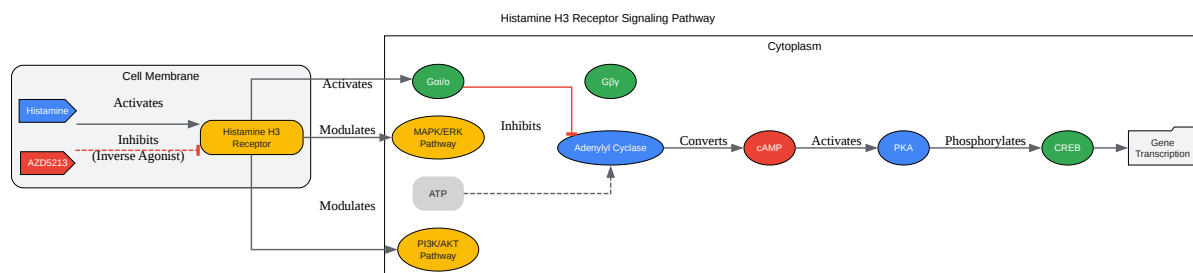 Histamine H3 Receptor Signaling Pathway
Cytoplasm
Cell Membrane
Histamine
Activates
AZD5213
Inhibits
(Inverse Agonist)
Histamine H3
Receptor
Activates
Modulates
Modulates
Gαi/o
Gβγ
MAPK/ERK
Pathway
Inhibits
ATP
PI3K/AKT
Pathway
Adenylyl Cyclase
Converts
cAMP
Activates
PKA
Phosphorylates
CREB
Gene
Transcription